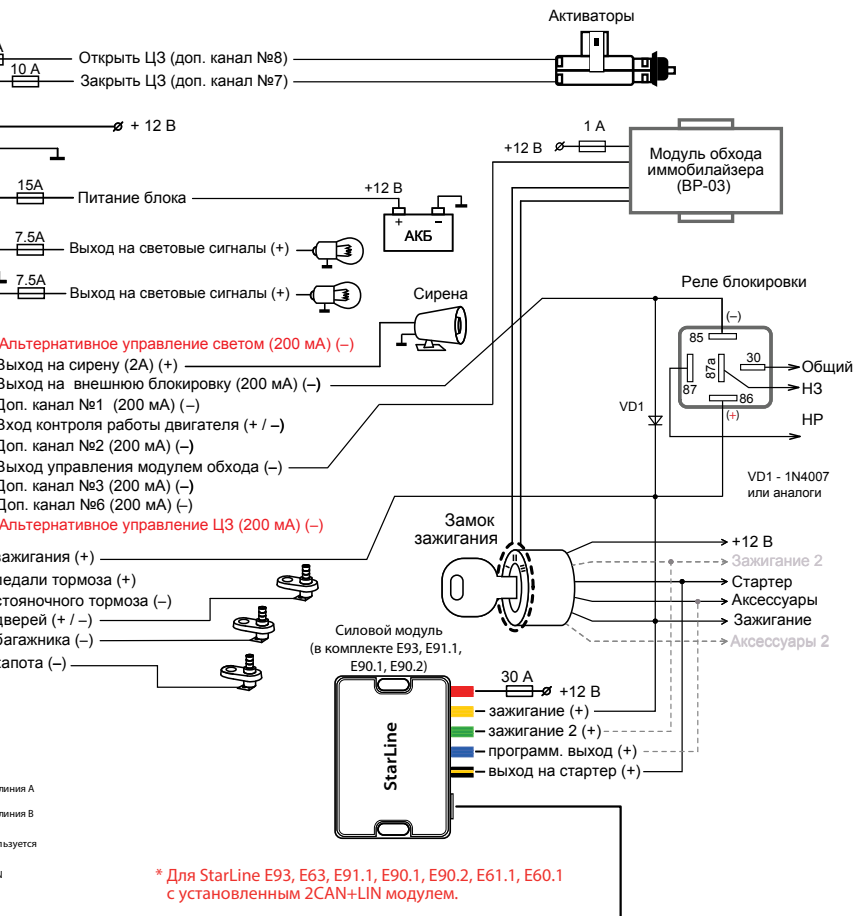 Активаторы
Открыть ЦЗ (доп. канал №8)
10 А
Закрыть ЦЗ (доп. канал №7)
+ 12 В
1 А
+12 В
Модуль обхода
иммобилайзера
(BP-03)
15А
Питание блока
+12 В
+ –
АКБ
7.5А
Выход на световые сигналы (+)
7.5А
Выход на световые сигналы (+)
Сирена
Реле блокировки
(–)
85
30
87а
87
86
(+)
Общий
НЗ
НР
VD1
VD1 - 1N4007
или аналоги
Альтернативное управление светом (200 мА) (–)
Выход на сирену (2А) (+)
Выход на внешнюю блокировку (200 мА) (–)
Доп. канал №1 (200 мА) (–)
Вход контроля работы двигателя (+ / –)
Доп. канал №2 (200 мА) (–)
Выход управления модулем обхода (–)
Доп. канал №3 (200 мА) (–)
Доп. канал №6 (200 мА) (–)
Альтернативное управление ЦЗ (200 мА) (–)
зажигания (+)
педали тормоза (+)
стояночного тормоза (–)
дверей (+ / –)
багажника (–)
капота (–)
Замок
зажигания
I II III
+12 В
Зажигание 2
Стартер
Аксессуары
Зажигание
Аксессуары 2
Силовой модуль
(в комплекте E93, E91.1,
E90.1, E90.2)
StarLine
30 А
+12 В
зажигание (+)
зажигание 2 (+)
программ. выход (+)
выход на стартер (+)
линия А
линия В
льзуется
* Для StarLine E93, E63, E91.1, E90.1, E90.2, E61.1, E60.1
с установленным 2CAN+LIN модулем.